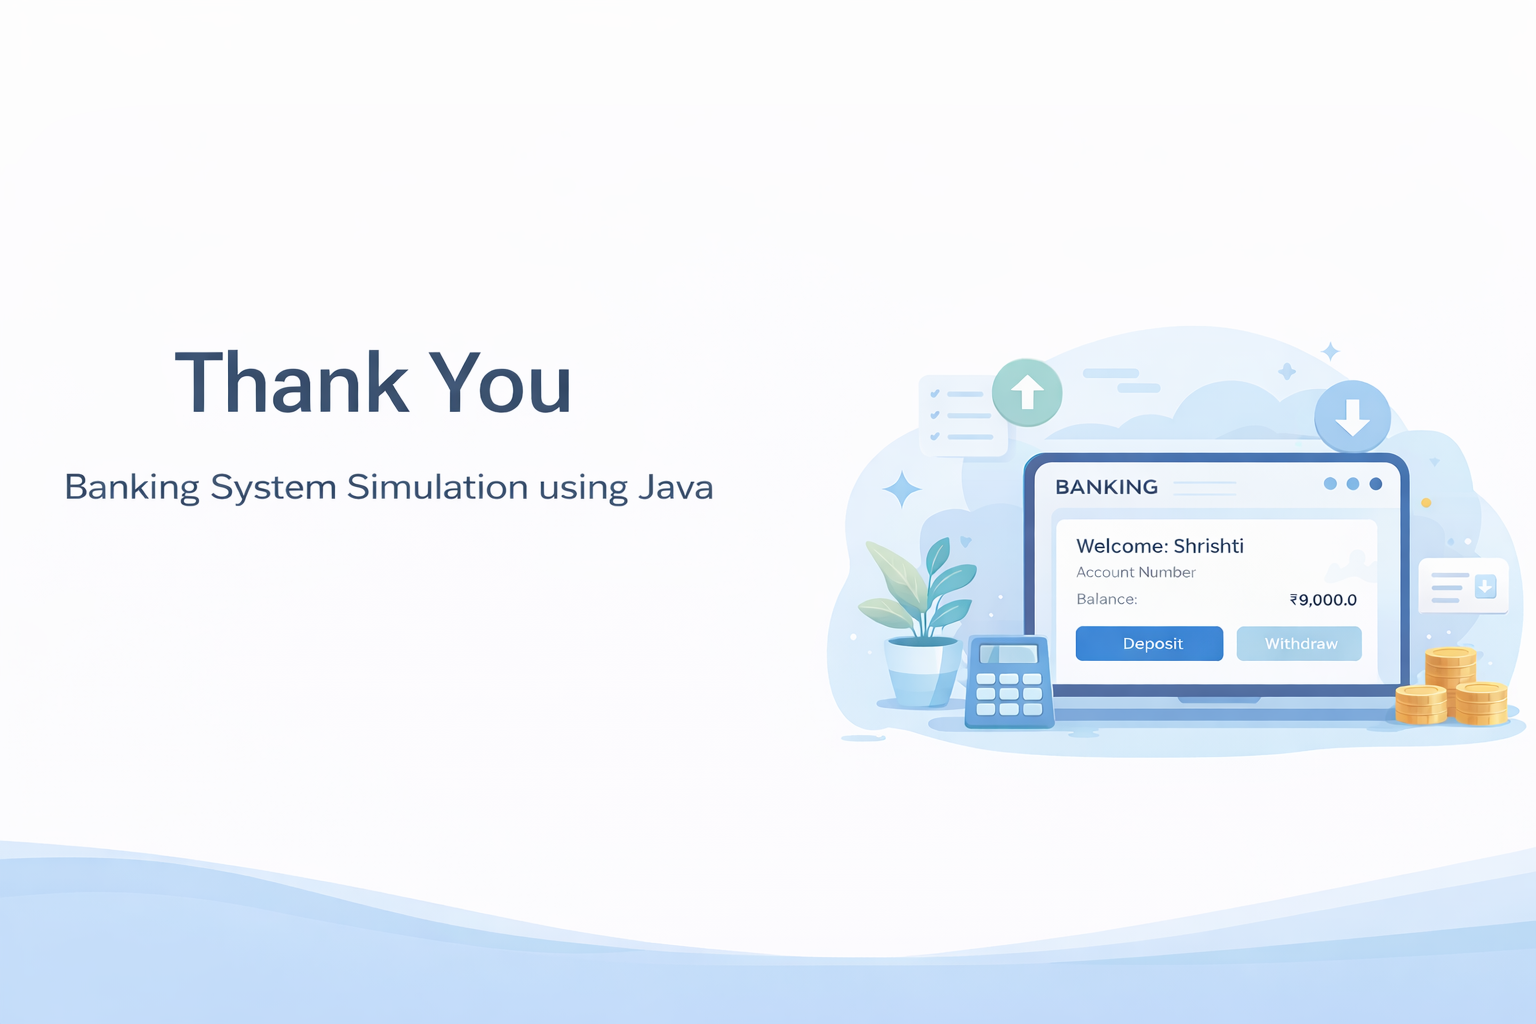 Thank You
Banking System Simulation using Java
BANKING
Welcome: Shrishti
Account Number
Balance: ₹9,000.0
Deposit Withdraw